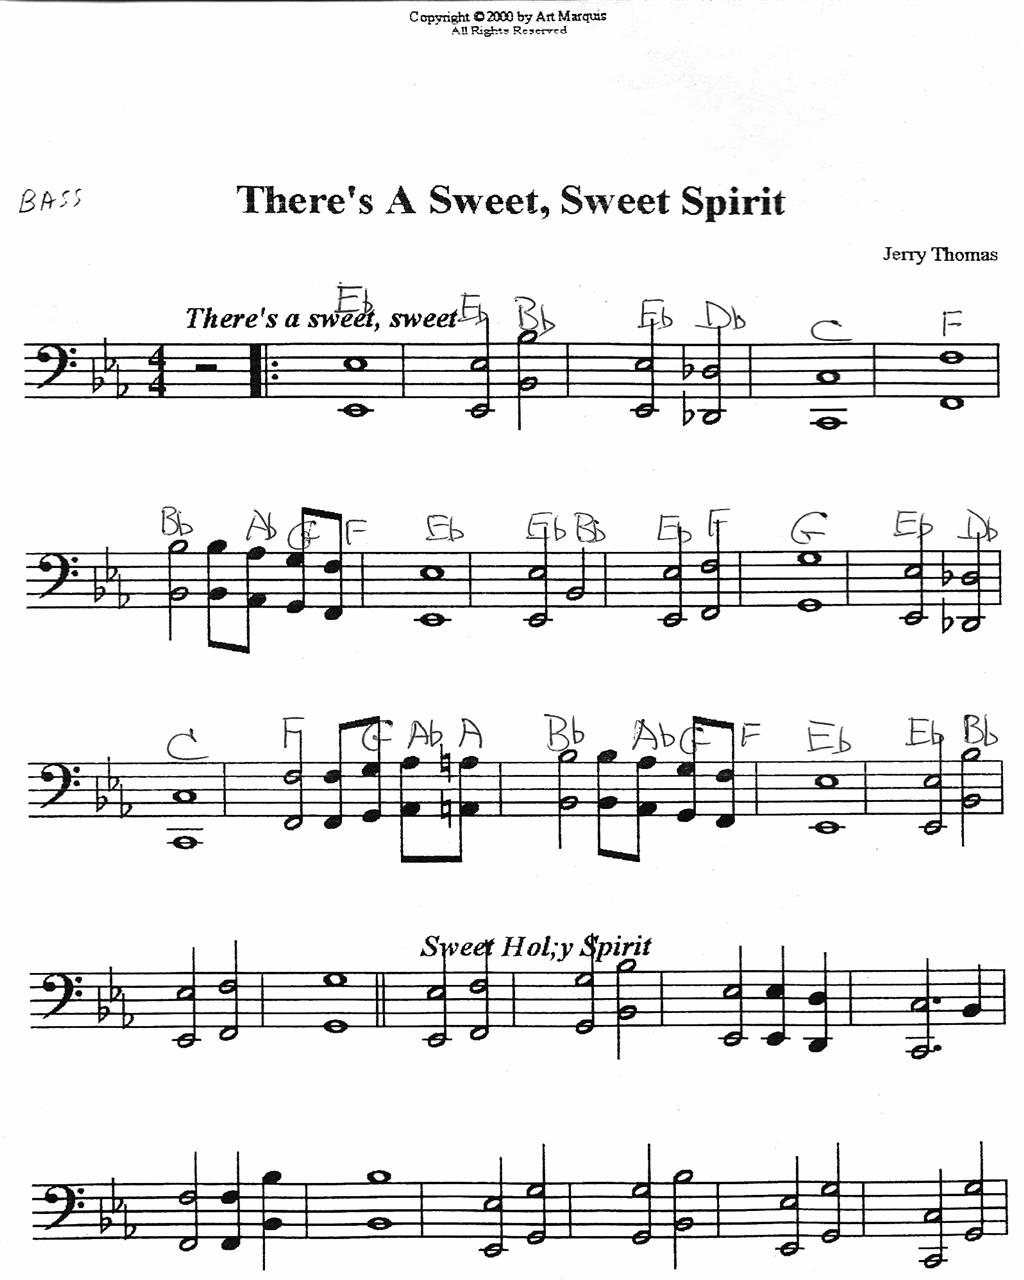 Copyright © 2000 by Art Marquis
All Rights Reserved
BASS
There's A Sweet, Sweet Spirit
Jerry Thomas
There's a sweet, sweet
Eb Eb Bb Eb Db C F
4
4
Bb Ab G F Eb Eb Bb Eb F G Eb Db
C F G Ab A Bb Ab G F Eb Eb Bb
Sweet Hol;y Spirit